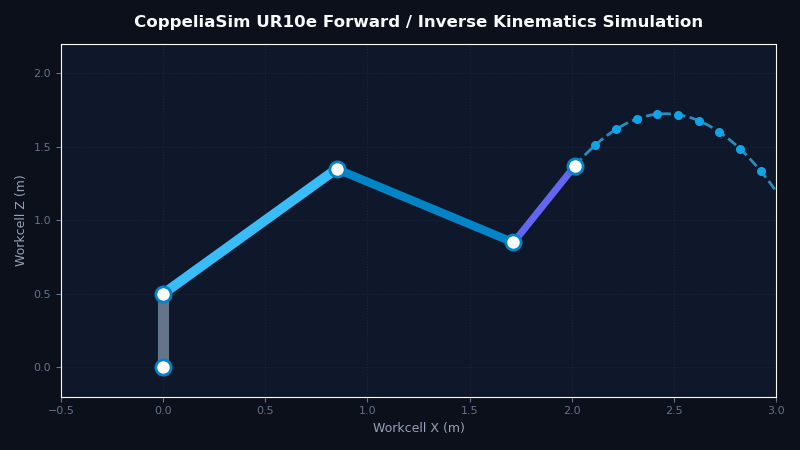 CoppeliaSim UR10e Forward / Inverse Kinematics Simulation
Workcell Z (m)
2.0
1.5
1.0
0.5
0.0
−0.5 0.0 0.5 1.0 1.5 2.0 2.5 3.0
Workcell X (m)